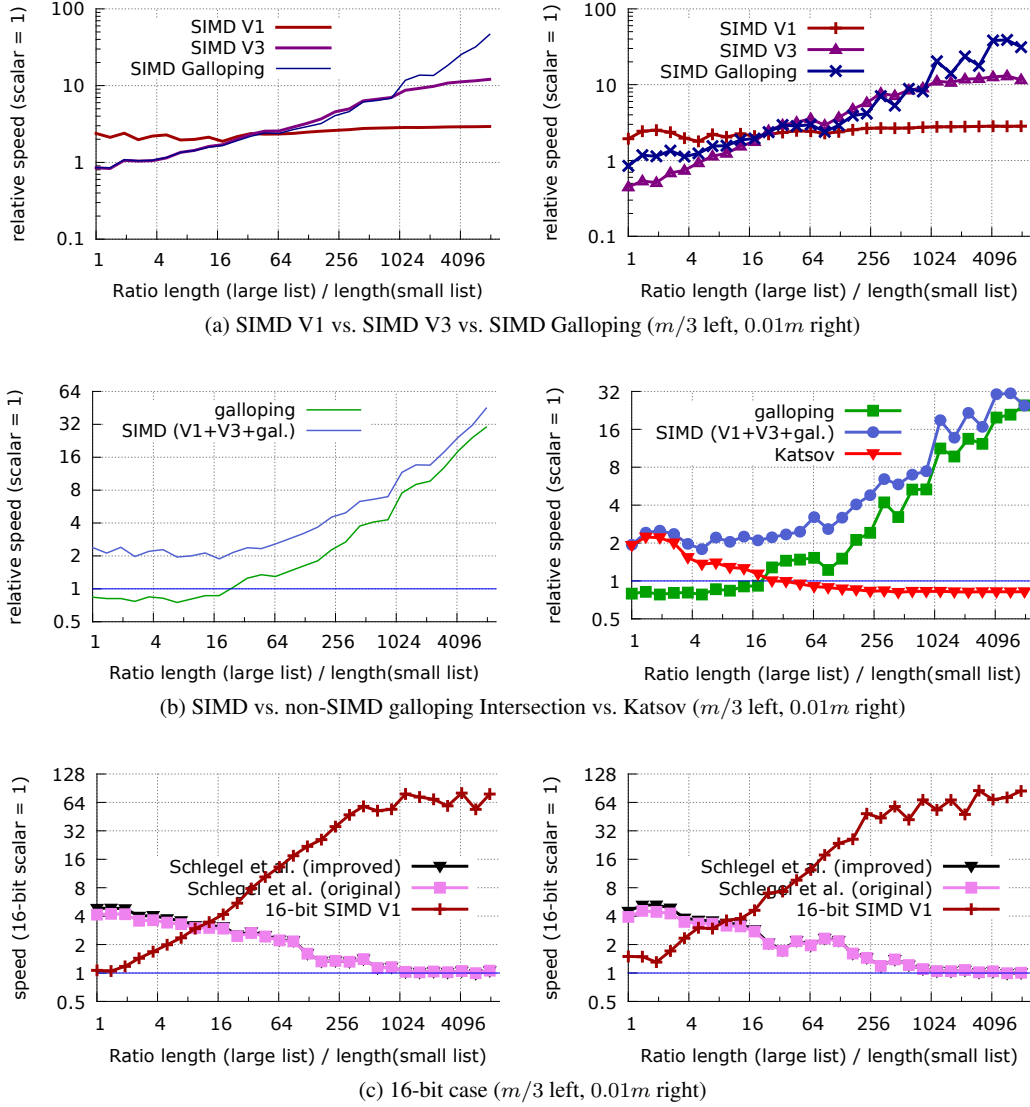 relative speed (scalar = 1)
100
10
1
0.1
SIMD V1
SIMD V3
SIMD Galloping
1 4 16 64 256 1024 4096
Ratio length (large list) / length(small list)
relative speed (scalar = 1)
100
10
1
0.1
SIMD V1
SIMD V3
SIMD Galloping
1 4 16 64 256 1024 4096
Ratio length (large list) / length(small list)
(a) SIMD V1 vs. SIMD V3 vs. SIMD Galloping (m/3 left, 0.01m right)
relative speed (scalar = 1)
64
32
16
8
4
2
1
0.5
galloping
SIMD (V1+V3+gal.)
1 4 16 64 256 1024 4096
Ratio length (large list) / length(small list)
relative speed (scalar = 1)
32
16
8
4
2
1
0.5
galloping
SIMD (V1+V3+gal.)
Katsov
1 4 16 64 256 1024 4096
Ratio length (large list) / length(small list)
(b) SIMD vs. non-SIMD galloping Intersection vs. Katsov (m/3 left, 0.01m right)
speed (16-bit scalar = 1)
128
64
32
16
8
4
2
1
0.5
Schlegel et al. (improved)
Schlegel et al. (original)
16-bit SIMD V1
1 4 16 64 256 1024 4096
Ratio length (large list) / length(small list)
speed (16-bit scalar = 1)
128
64
32
16
8
4
2
1
0.5
Schlegel et al. (improved)
Schlegel et al. (original)
16-bit SIMD V1
1 4 16 64 256 1024 4096
Ratio length (large list) / length(small list)
(c) 16-bit case (m/3 left, 0.01m right)